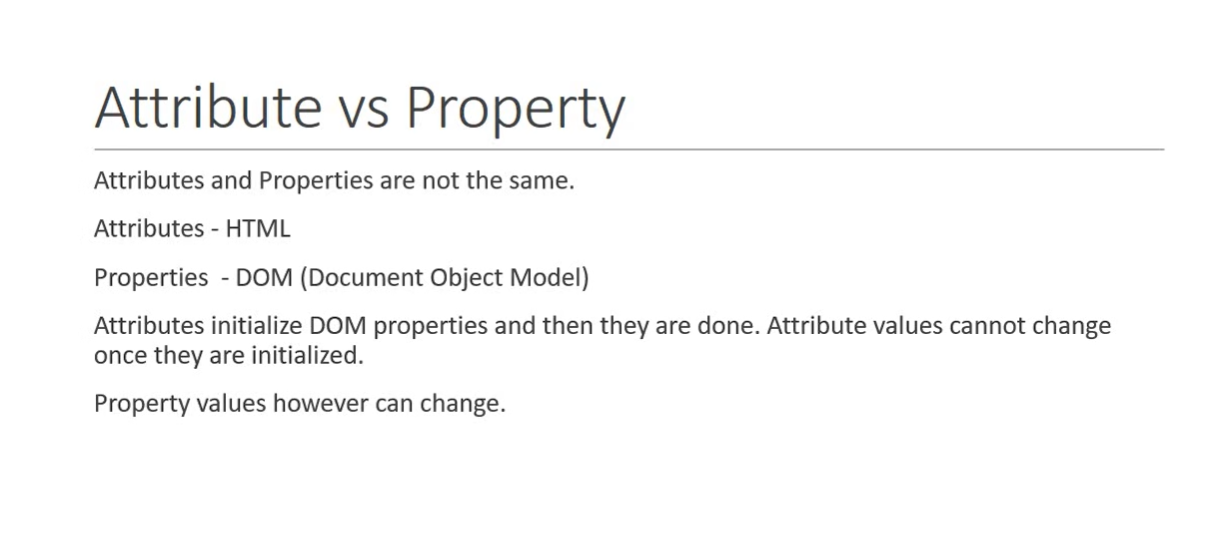 Attribute vs Property
Attributes and Properties are not the same.
Attributes - HTML
Properties  - DOM (Document Object Model)
Attributes initialize DOM properties and then they are done. Attribute values cannot change
once they are initialized.
Property values however can change.